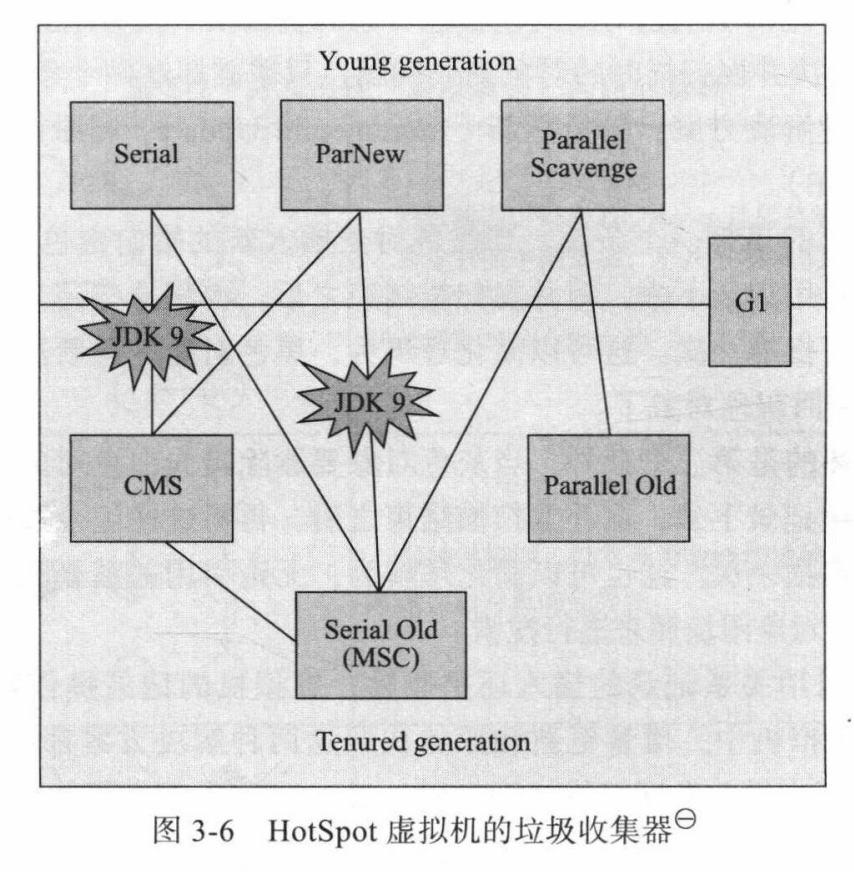 Young generation
Serial
ParNew
Parallel
Scavenge
G1
JDK 9
JDK 9
CMS
Parallel Old
Serial Old
(MSC)
Tenured generation
图 3-6 HotSpot 虚拟机的垃圾收集器㊀